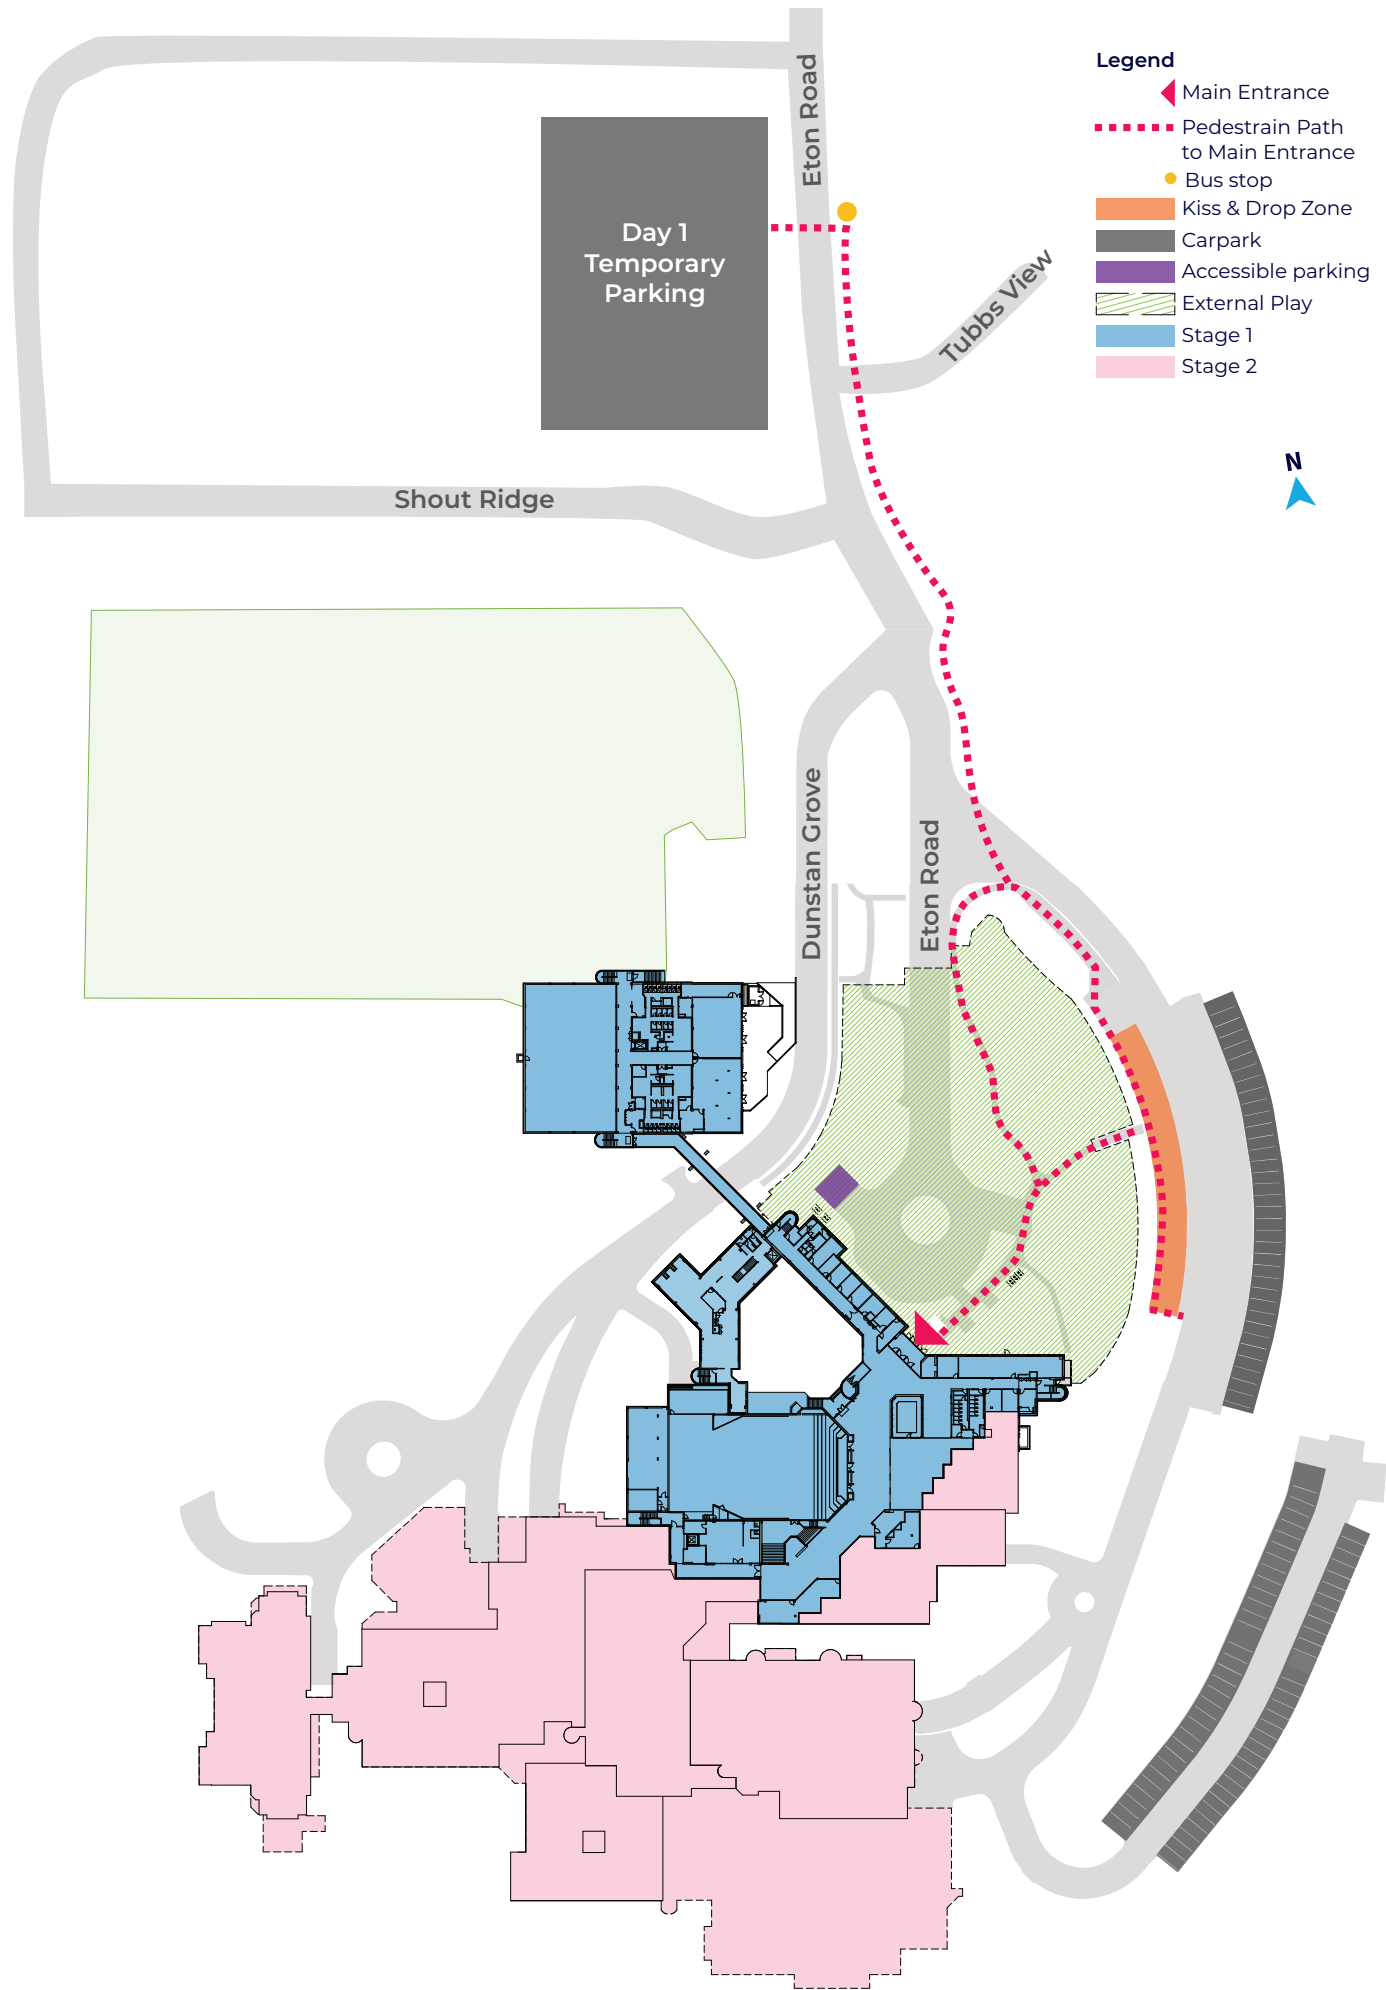 Legend
Main Entrance
Pedestrain Path
to Main Entrance
Bus stop
Kiss & Drop Zone
Carpark
Accessible parking
External Play
Stage 1
Stage 2
N
Eton Road
Day 1
Temporary
Parking
Tubbs View
Shout Ridge
Dunstan Grove
Eton Road